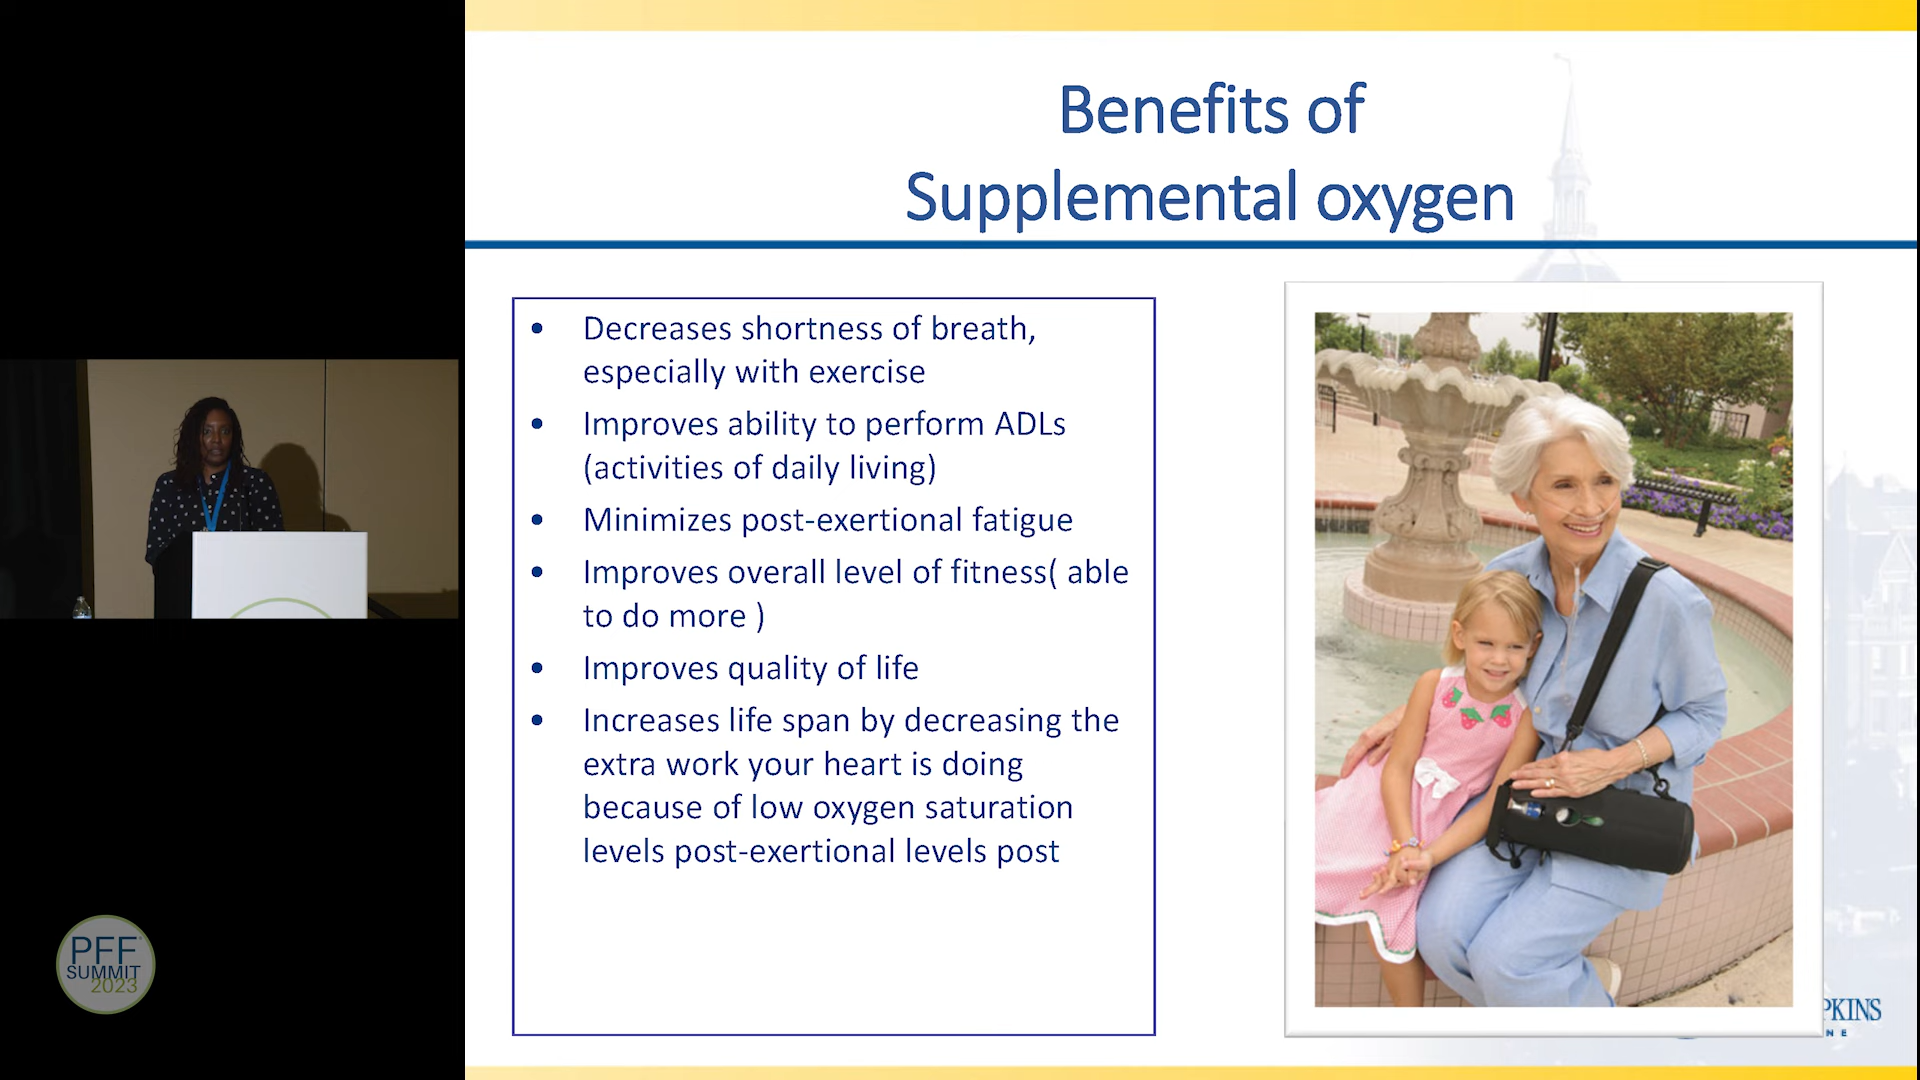 Benefits of
Supplemental oxygen
• Decreases shortness of breath,
especially with exercise
• Improves ability to perform ADLs
(activities of daily living)
• Minimizes post-exertional fatigue
• Improves overall level of fitness( able
to do more )
• Improves quality of life
• Increases life span by decreasing the
extra work your heart is doing
because of low oxygen saturation
levels post-exertional levels post
PFF
SUMMIT
2023